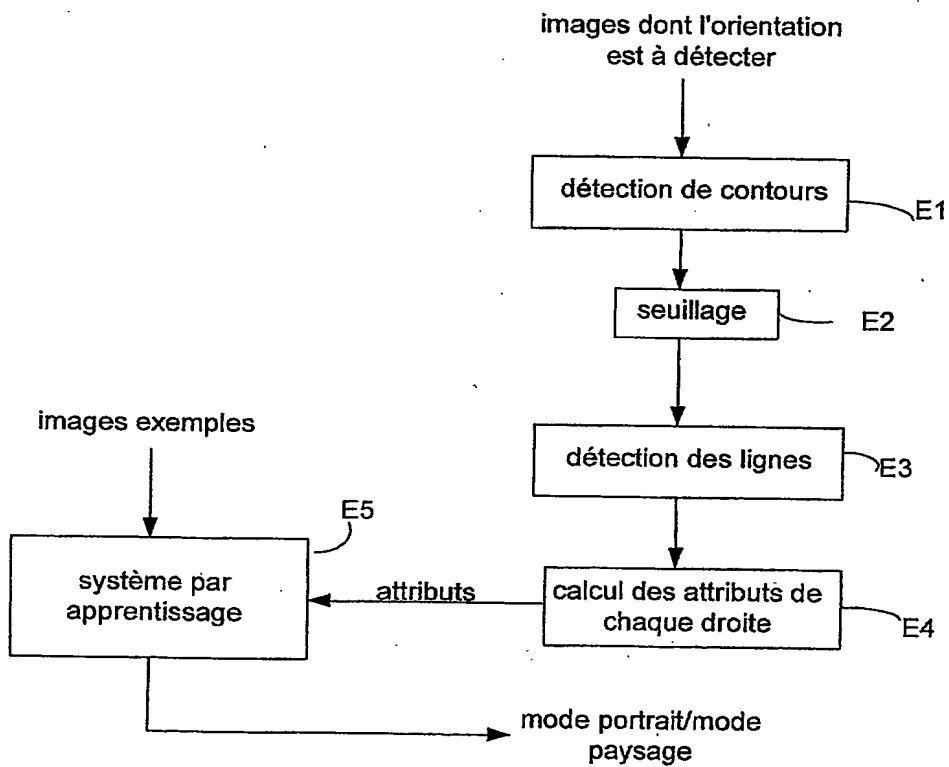 images dont l'orientation
est à détecter
détection de contours
E1
seuillage
E2
images exemples
détection des lignes
E3
E5
système par
apprentissage
attributs
calcul des attributs de
chaque droite
E4
mode portrait/mode
paysage